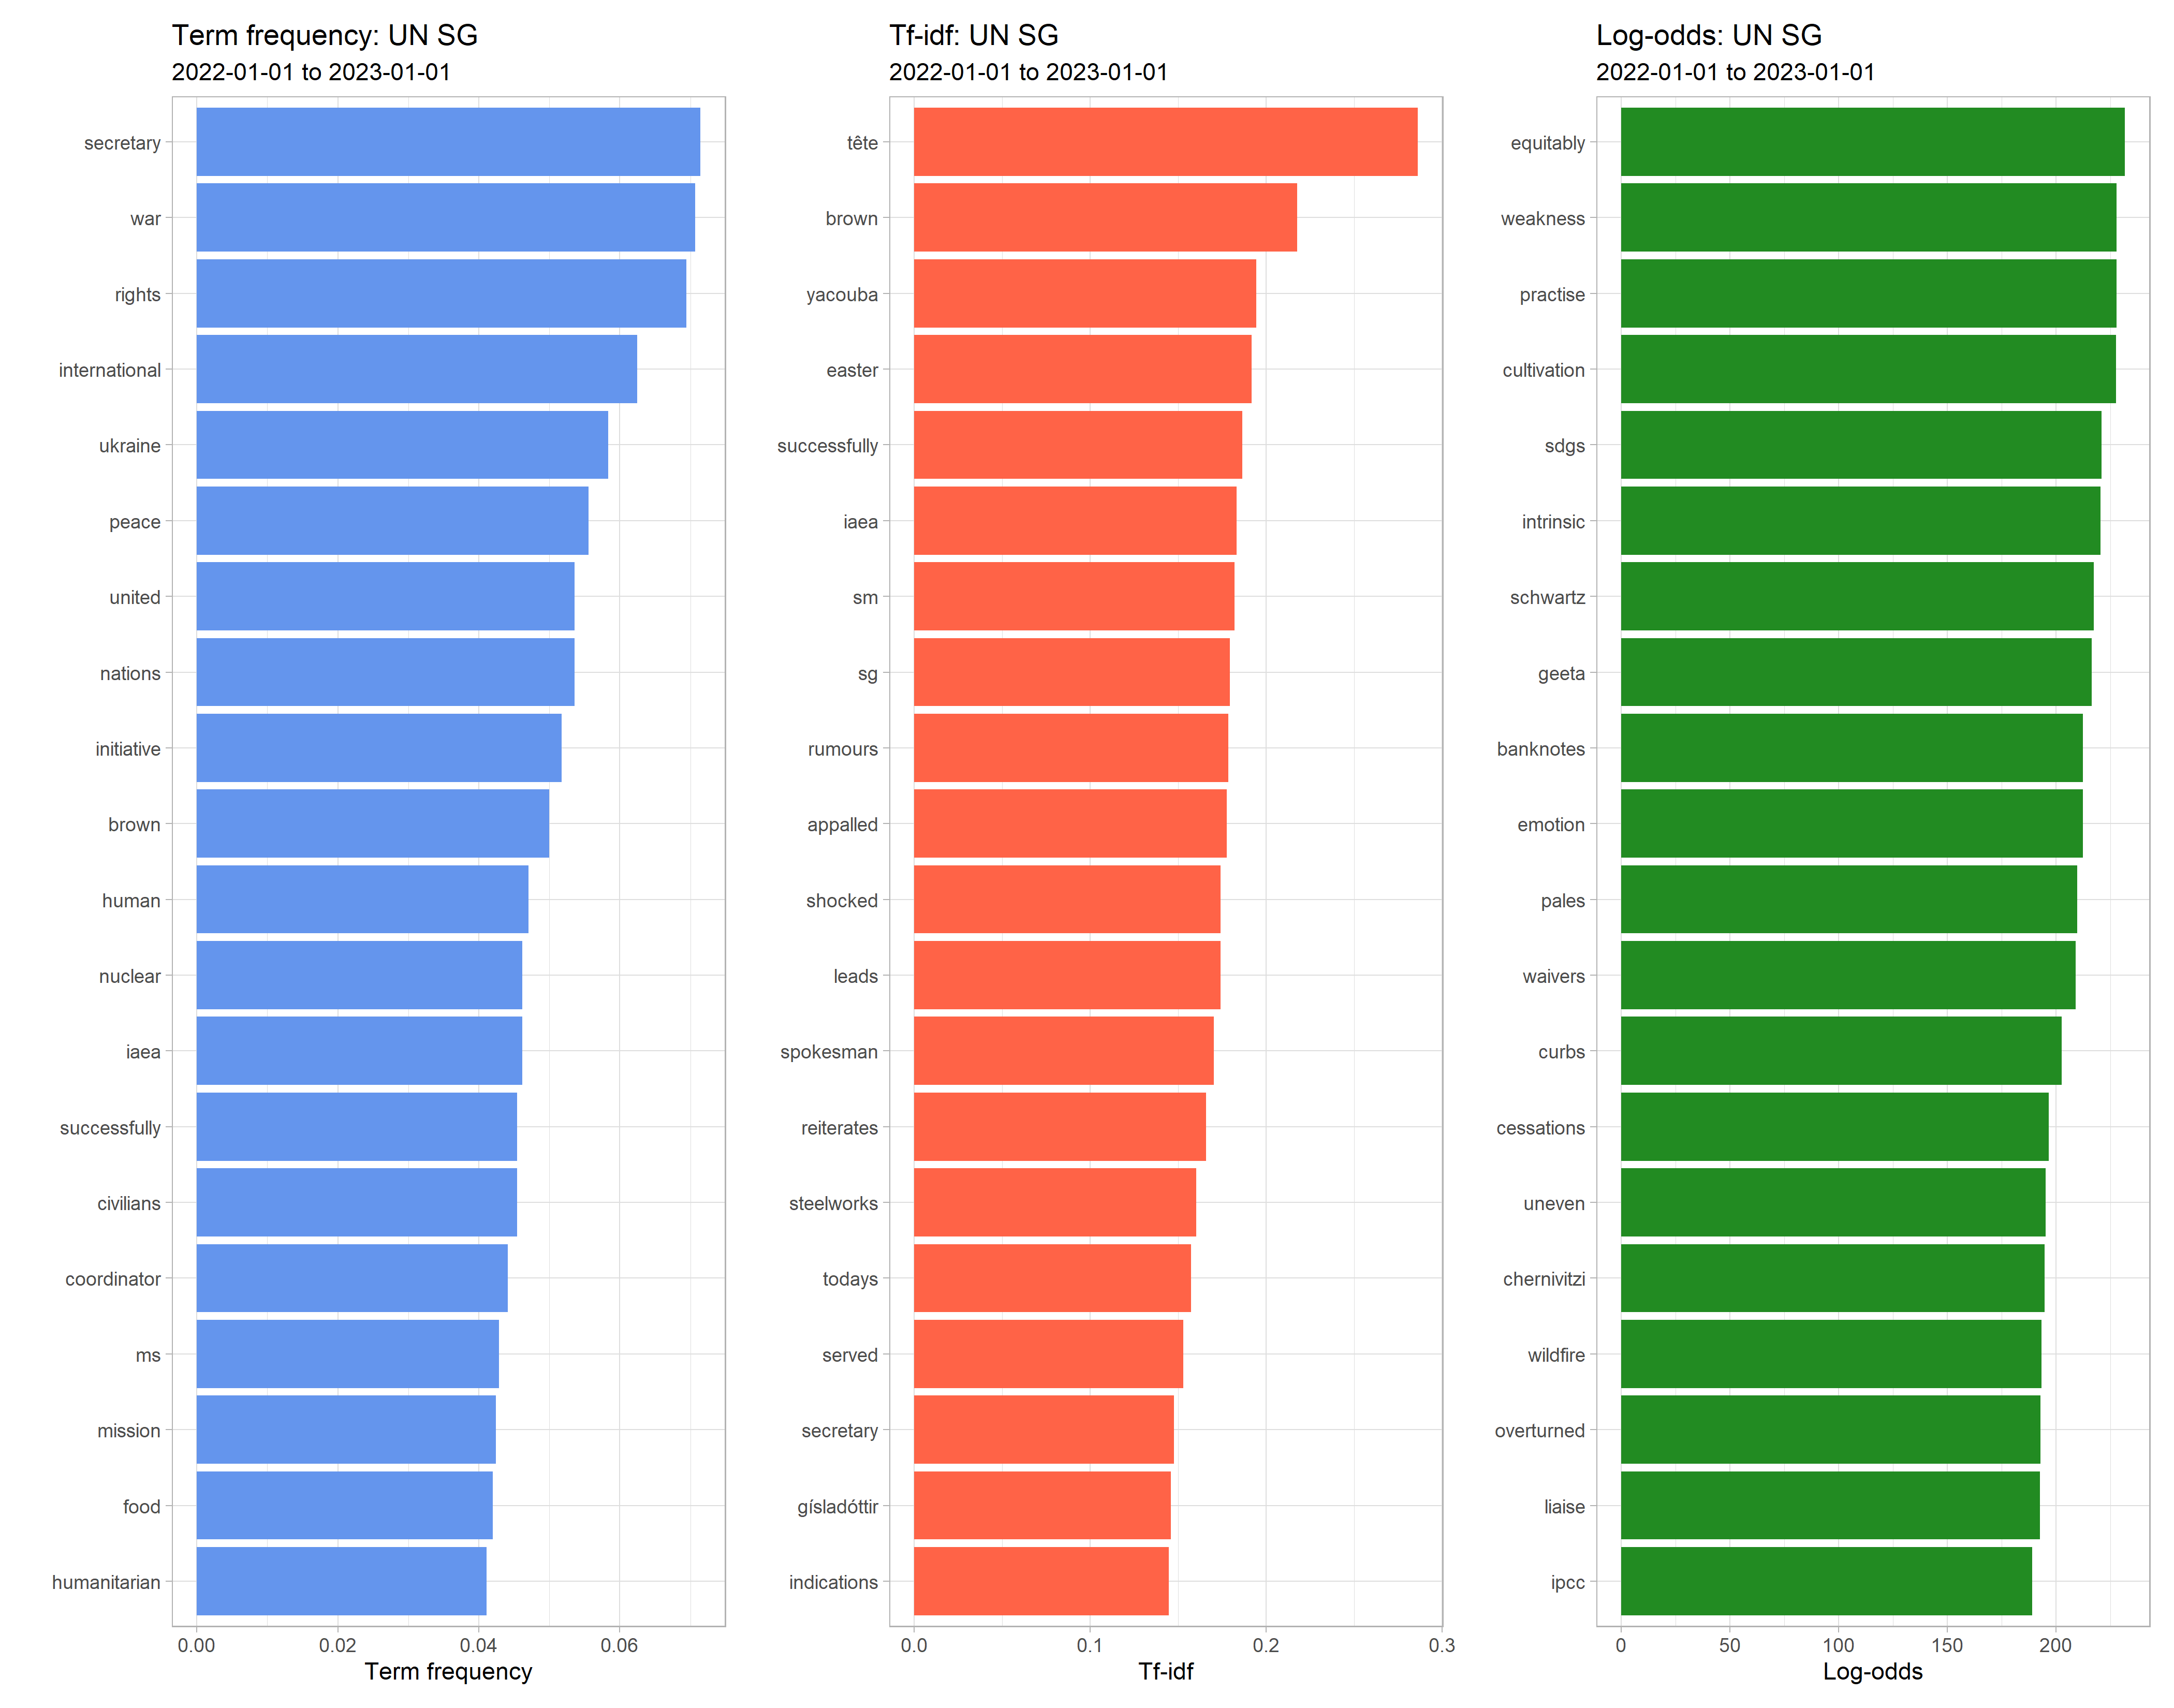 Term frequency: UN SG
2022-01-01 to 2023-01-01
secretary
war
rights
international
ukraine
peace
united
nations
initiative
brown
human
nuclear
iaea
successfully
civilians
coordinator
ms
mission
food
humanitarian
0.00 0.02 0.04 0.06
Term frequency
Tf-idf: UN SG
2022-01-01 to 2023-01-01
tête
brown
yacouba
easter
successfully
iaea
sm
sg
rumours
appalled
shocked
leads
spokesman
reiterates
steelworks
todays
served
secretary
gísladóttir
indications
0.0 0.1 0.2 0.3
Tf-idf
Log-odds: UN SG
2022-01-01 to 2023-01-01
equitably
weakness
practise
cultivation
sdgs
intrinsic
schwartz
geeta
banknotes
emotion
pales
waivers
curbs
cessations
uneven
chernivitzi
wildfire
overturned
liaise
ipcc
0 50 100 150 200
Log-odds